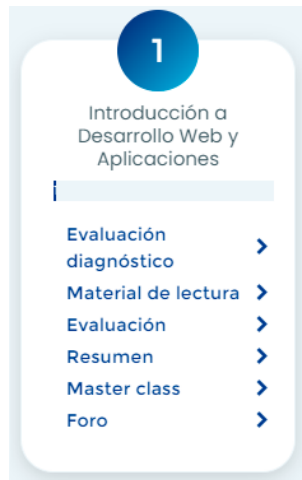 1
Introducción a
Desarrollo Web y
Aplicaciones
Evaluación
diagnóstico
Material de lectura
Evaluación
Resumen
Master class
Foro